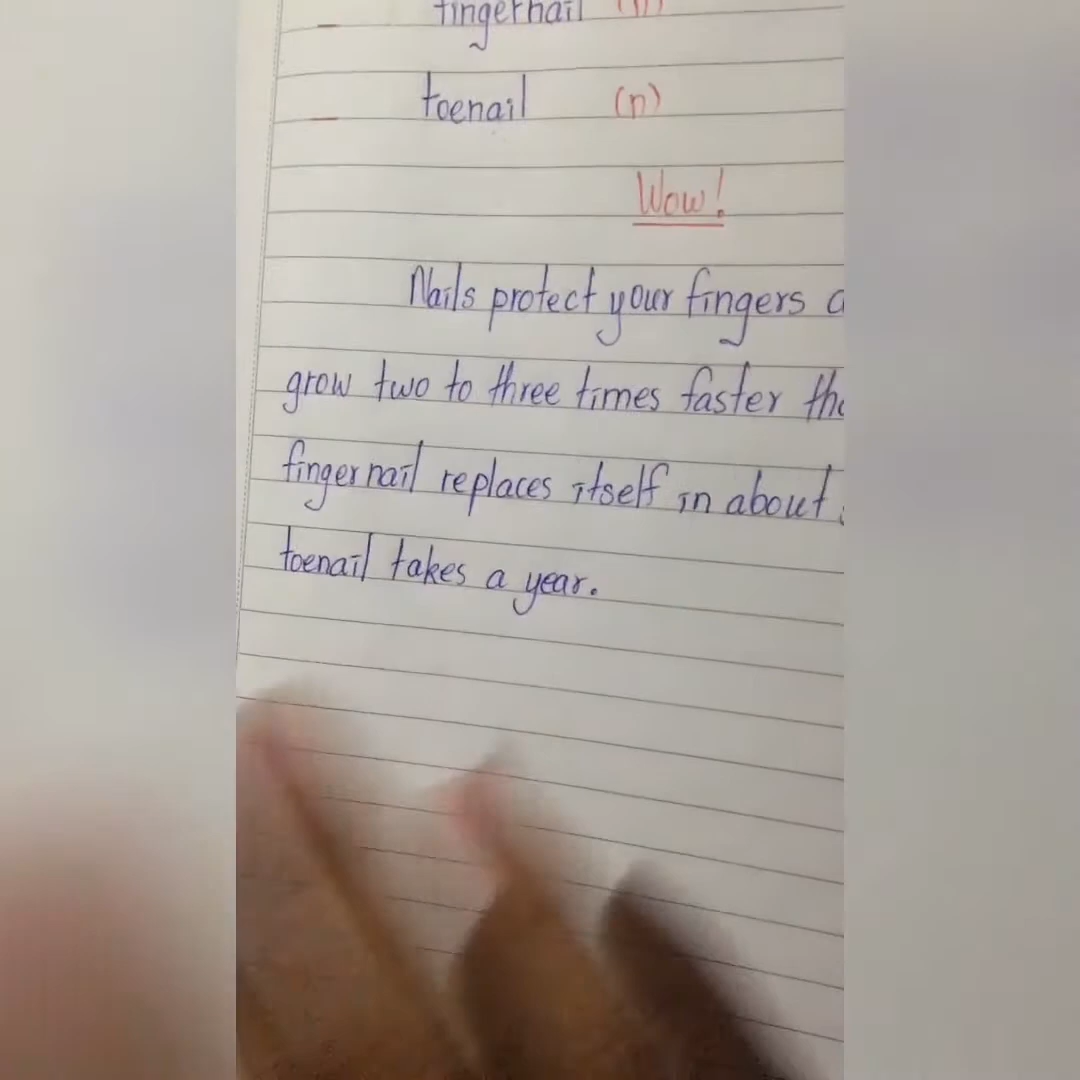 fingernail (n)
toenail (n)
Wow!
Nails protect your fingers
grow two to three times faster
fingernail replaces itself in about
toenail takes a year.